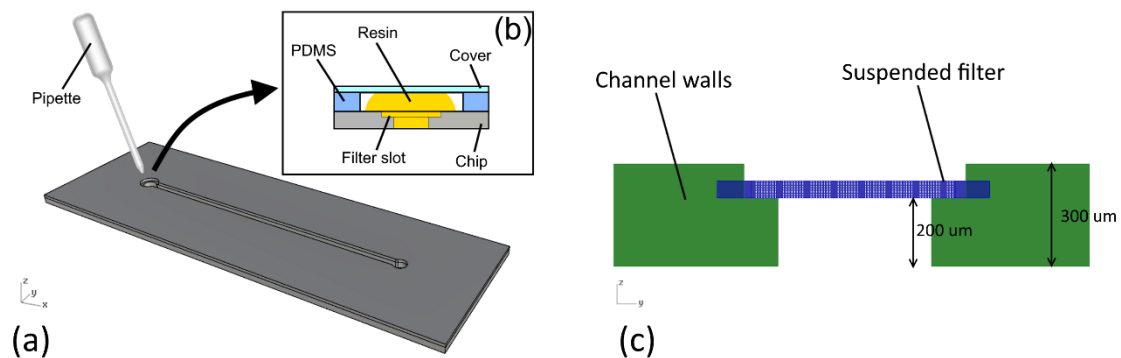 (b)
PDMS
Resin
Cover
Pipette
Filter slot
Chip
z
y
x
(a)
Channel walls
Suspended filter
200 um
300 um
z
y
(c)